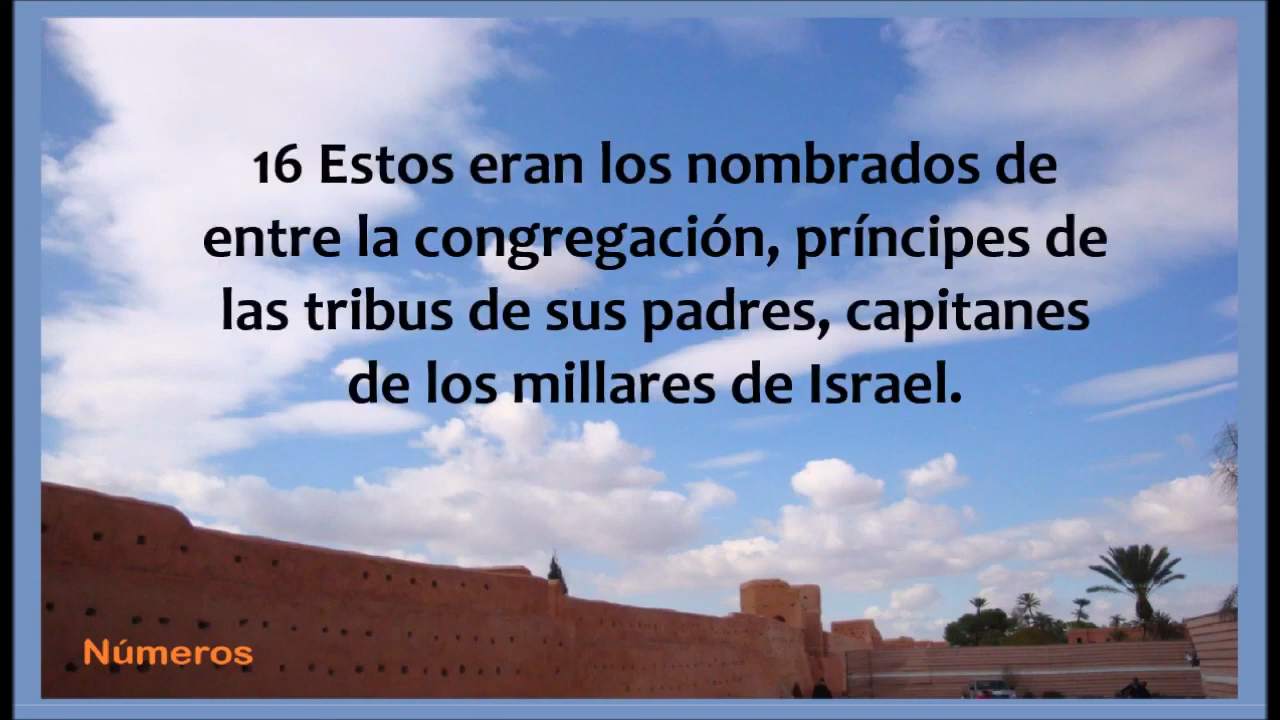 16 Estos eran los nombrados de
entre la congregación, príncipes de
las tribus de sus padres, capitanes
de los millares de Israel.
Números